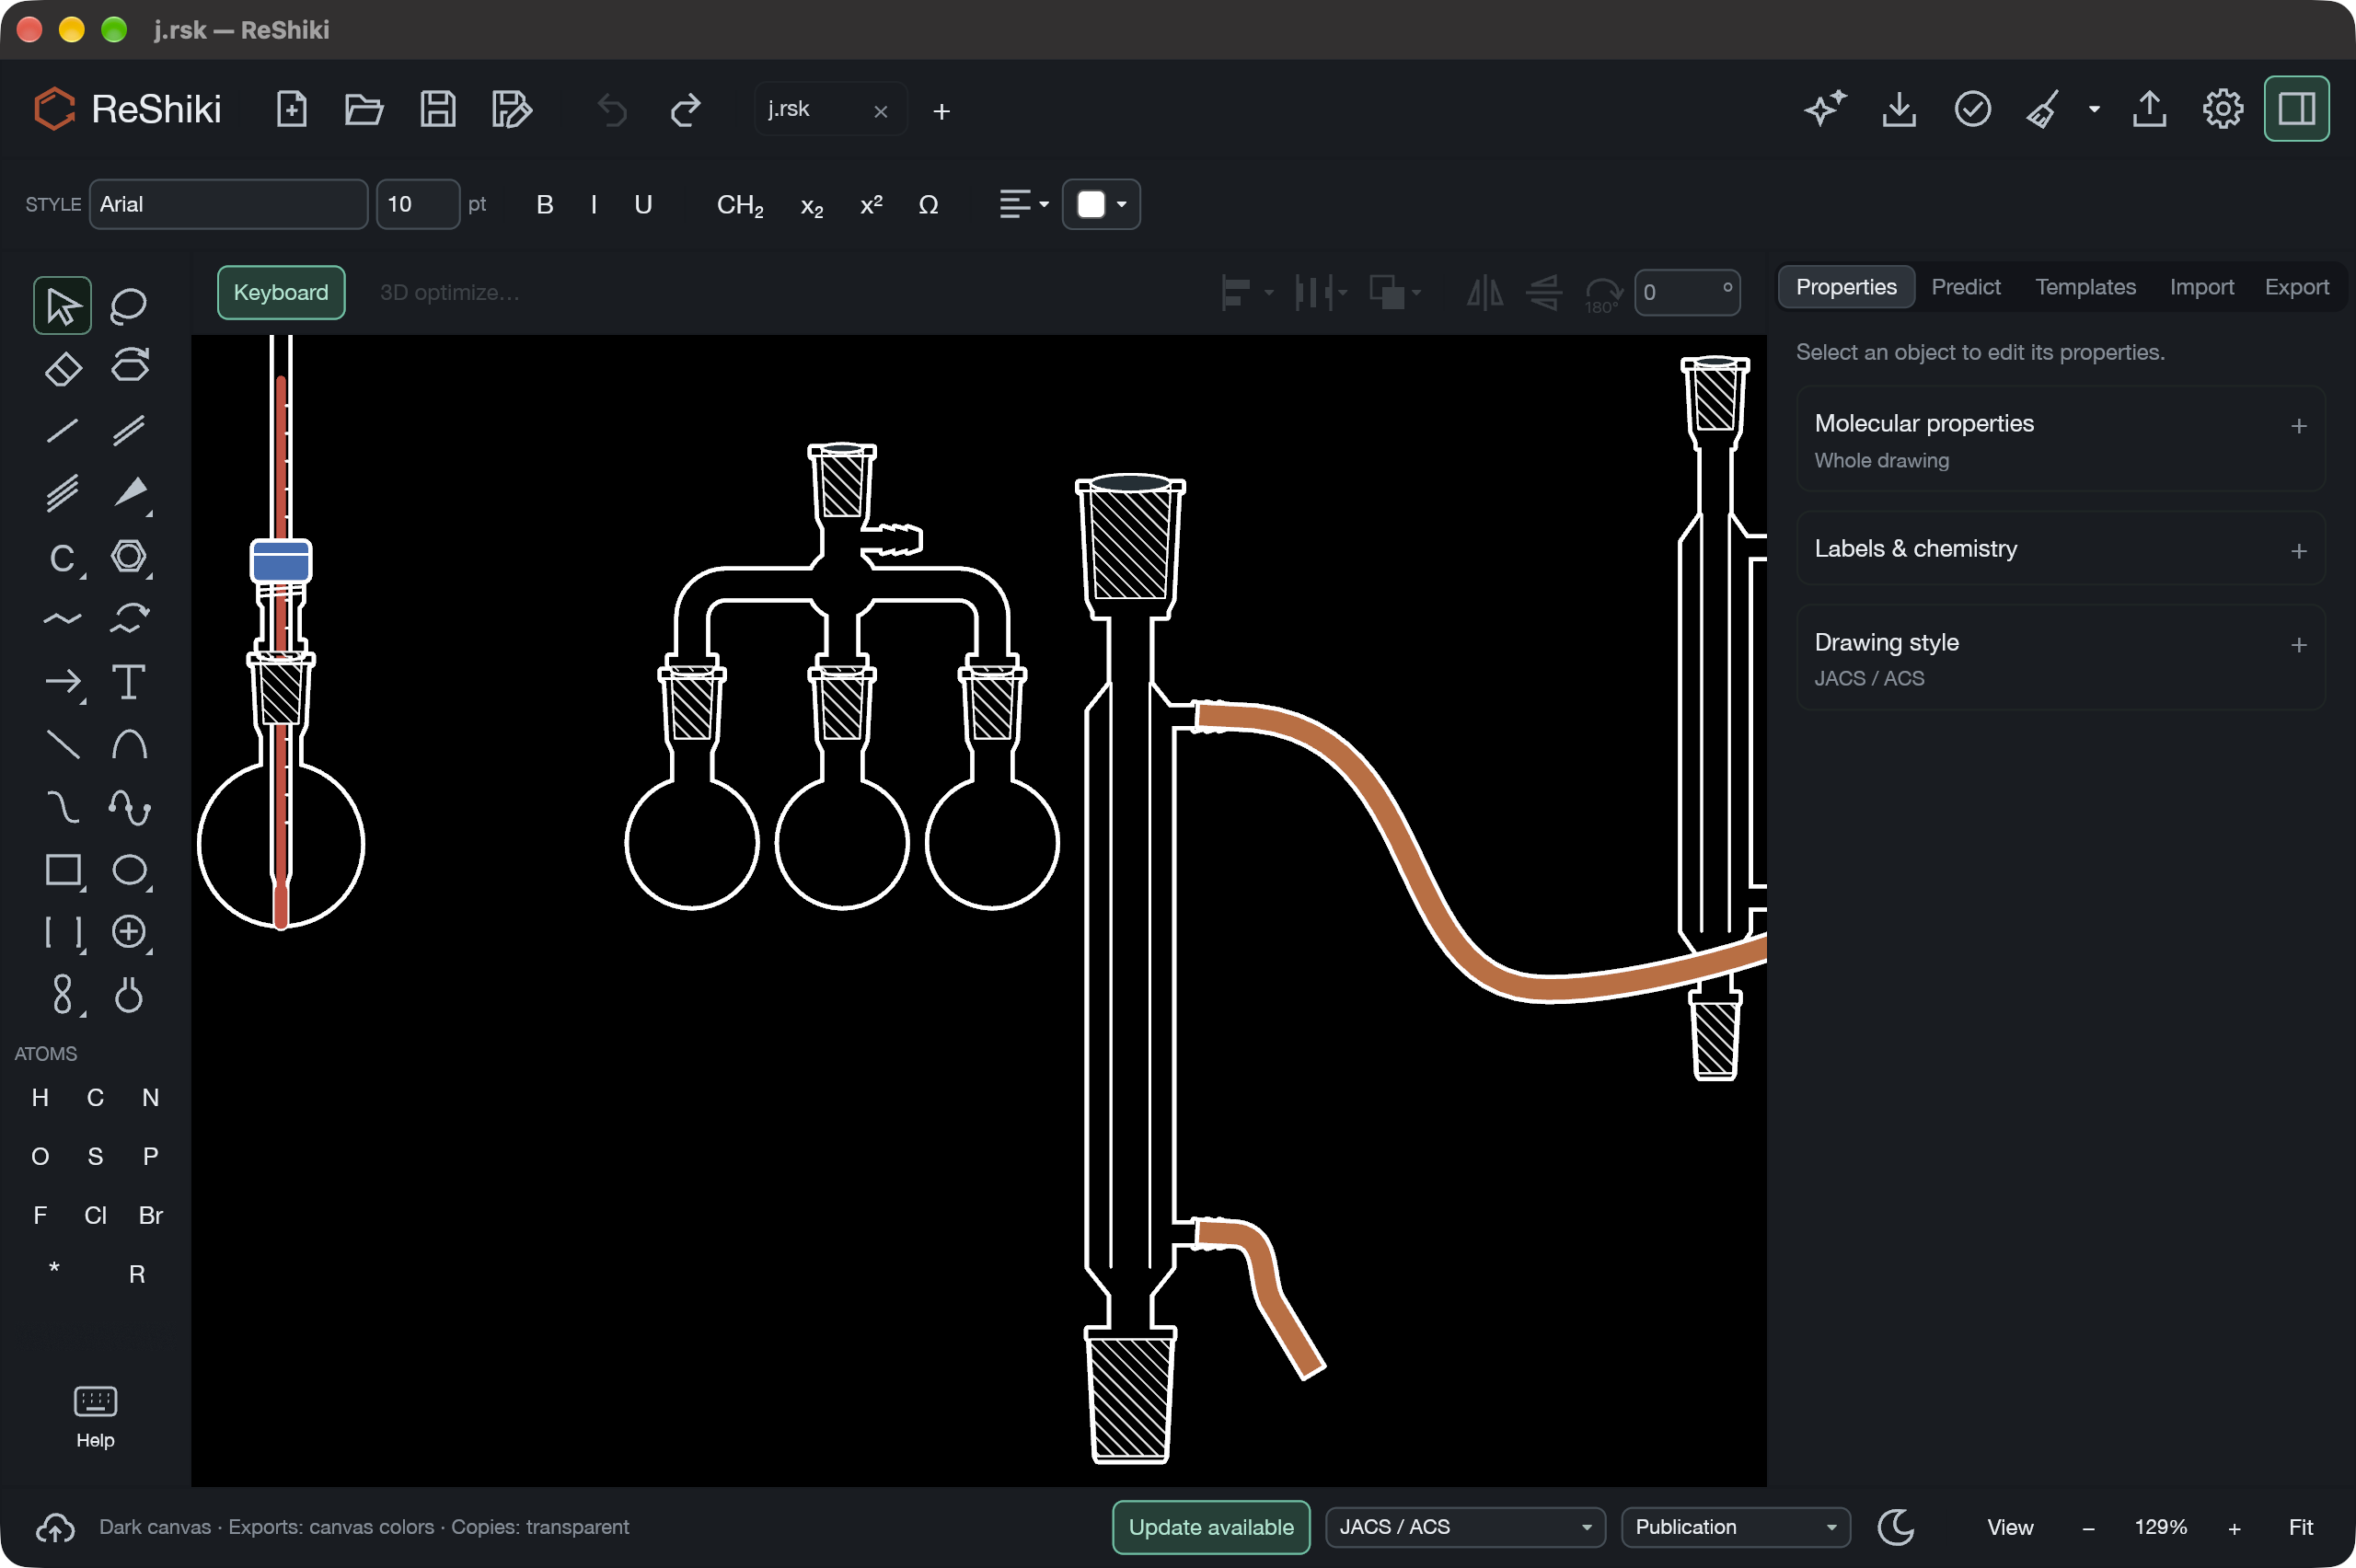 j.rsk — ReShiki
ReShiki
j.rsk
STYLE Arial 10 pt B I U CH₂ x₂ x² Ω
Keyboard 3D optimize… 180° 0 °
Properties Predict Templates Import Export
Select an object to edit its properties.
Molecular properties
Whole drawing
Labels & chemistry
Drawing style
JACS / ACS
C
T
ATOMS
H C N
O S P
F Cl Br
* R
Help
Dark canvas · Exports: canvas colors · Copies: transparent
Update available JACS / ACS Publication View – 129% + Fit